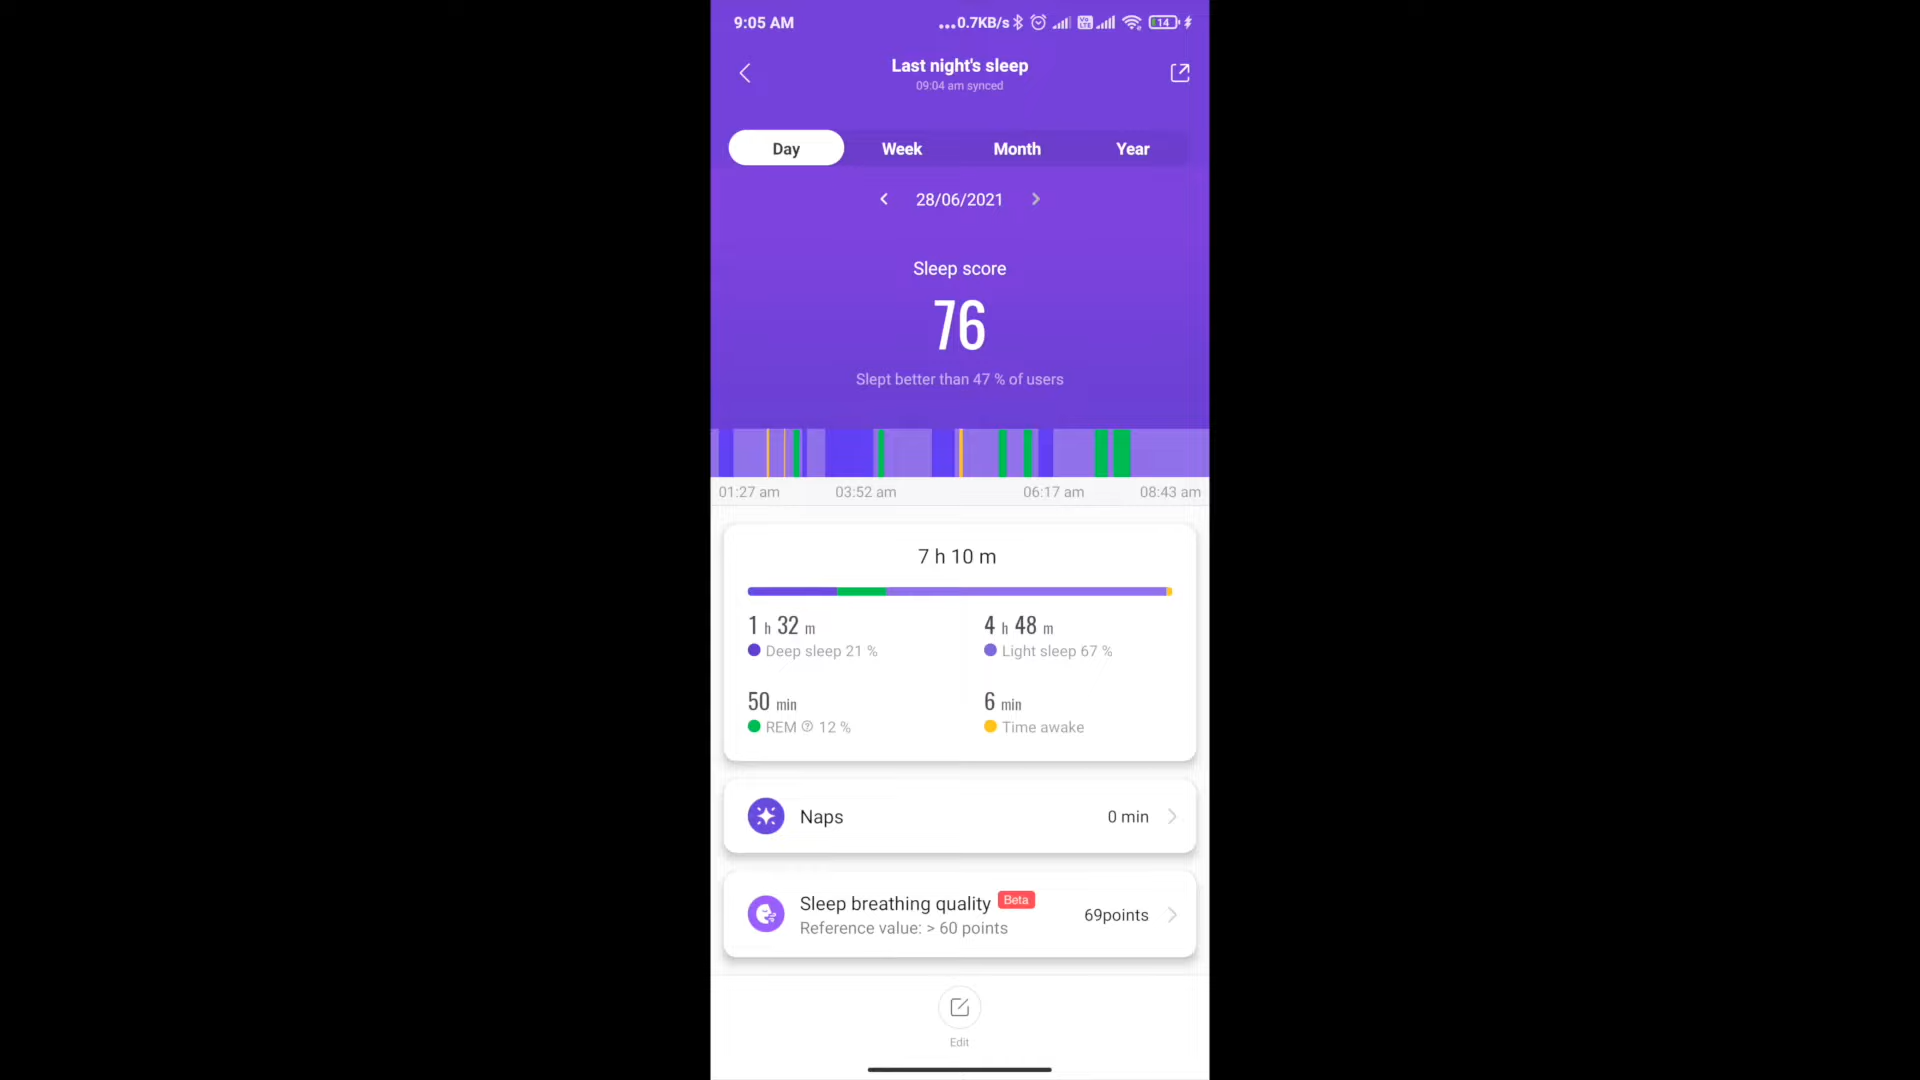 9:05 AM ...0.7KB/s 14
Last night's sleep
09:04 am synced
Day Week Month Year
28/06/2021
Sleep score
76
Slept better than 47 % of users
01:27 am 03:52 am 06:17 am 08:43 am
7 h 10 m
1 h 32 m 4 h 48 m
Deep sleep 21 % Light sleep 67 %
50 min 6 min
REM ? 12 % Time awake
Naps 0 min
Sleep breathing quality Beta 69points
Reference value: > 60 points
Edit